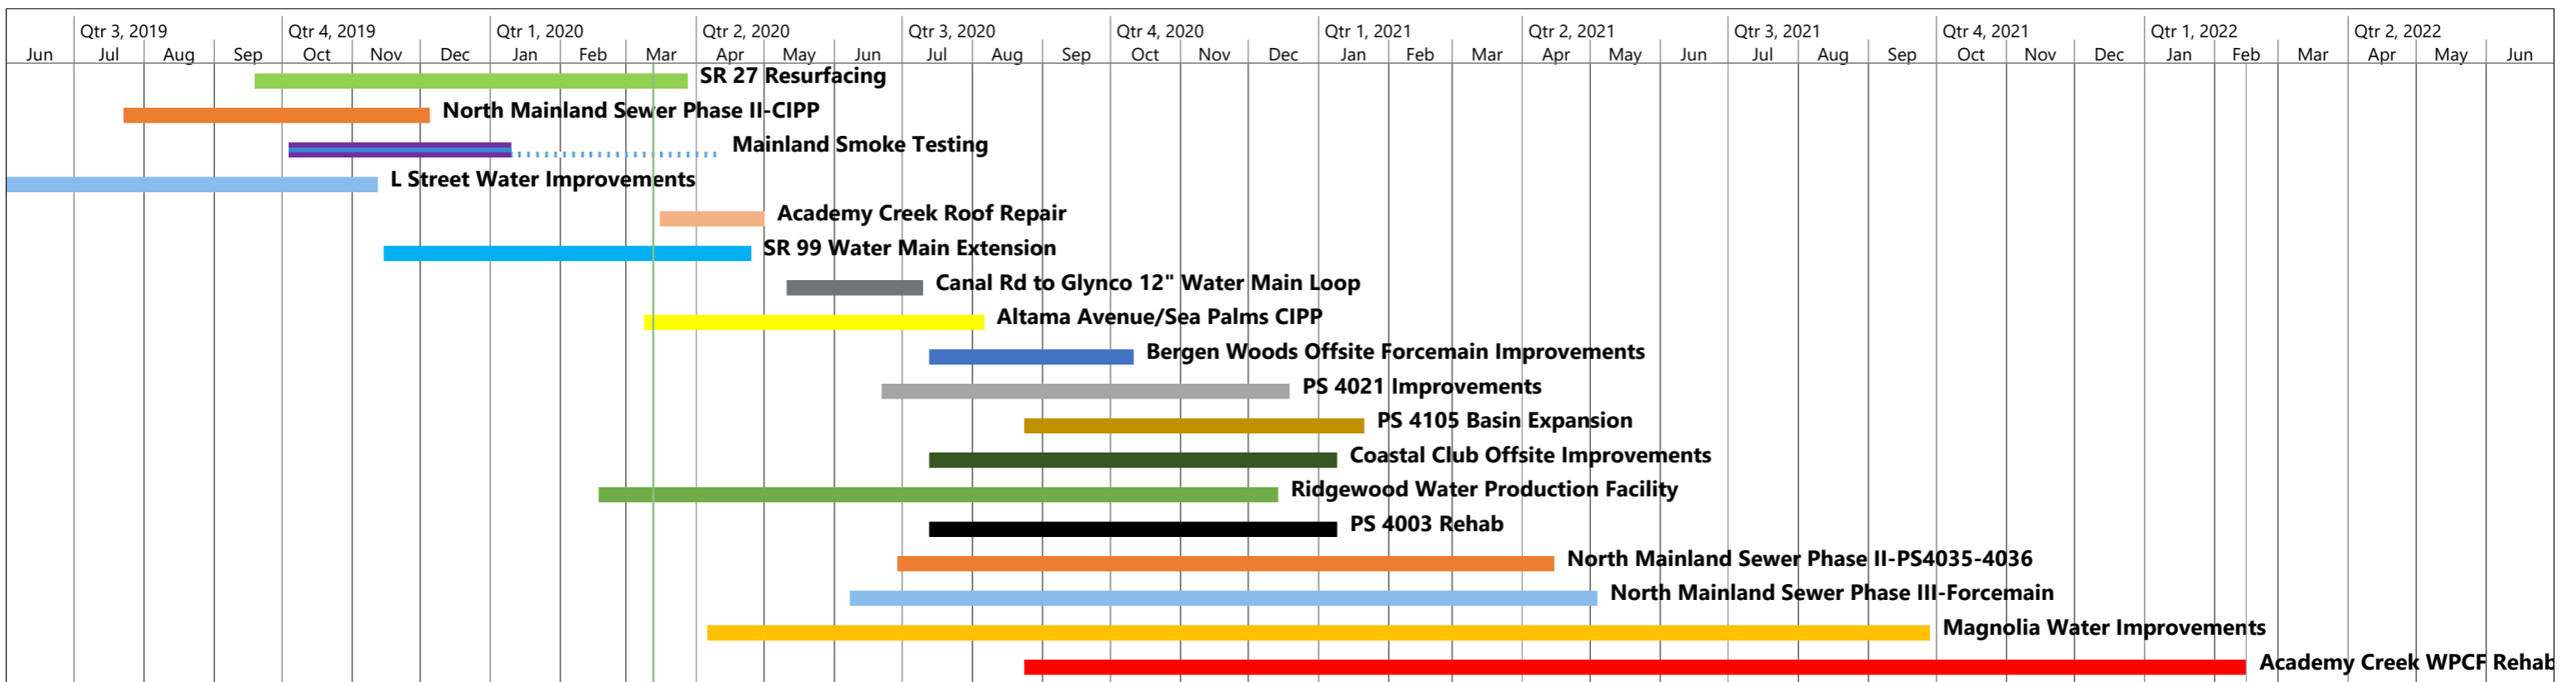 Qtr 3, 2019 Qtr 4, 2019 Qtr 1, 2020 Qtr 2, 2020 Qtr 3, 2020 Qtr 4, 2020 Qtr 1, 2021 Qtr 2, 2021 Qtr 3, 2021 Qtr 4, 2021 Qtr 1, 2022 Qtr 2, 2022
Jun Jul Aug Sep Oct Nov Dec Jan Feb Mar Apr May Jun Jul Aug Sep Oct Nov Dec Jan Feb Mar Apr May Jun Jul Aug Sep Oct Nov Dec Jan Feb Mar Apr May Jun
SR 27 Resurfacing
North Mainland Sewer Phase II-CIPP
Mainland Smoke Testing
L Street Water Improvements
Academy Creek Roof Repair
SR 99 Water Main Extension
Canal Rd to Glynco 12" Water Main Loop
Altama Avenue/Sea Palms CIPP
Bergen Woods Offsite Forcemain Improvements
PS 4021 Improvements
PS 4105 Basin Expansion
Coastal Club Offsite Improvements
Ridgewood Water Production Facility
PS 4003 Rehab
North Mainland Sewer Phase II-PS4035-4036
North Mainland Sewer Phase III-Forcemain
Magnolia Water Improvements
Academy Creek WPCF Rehab